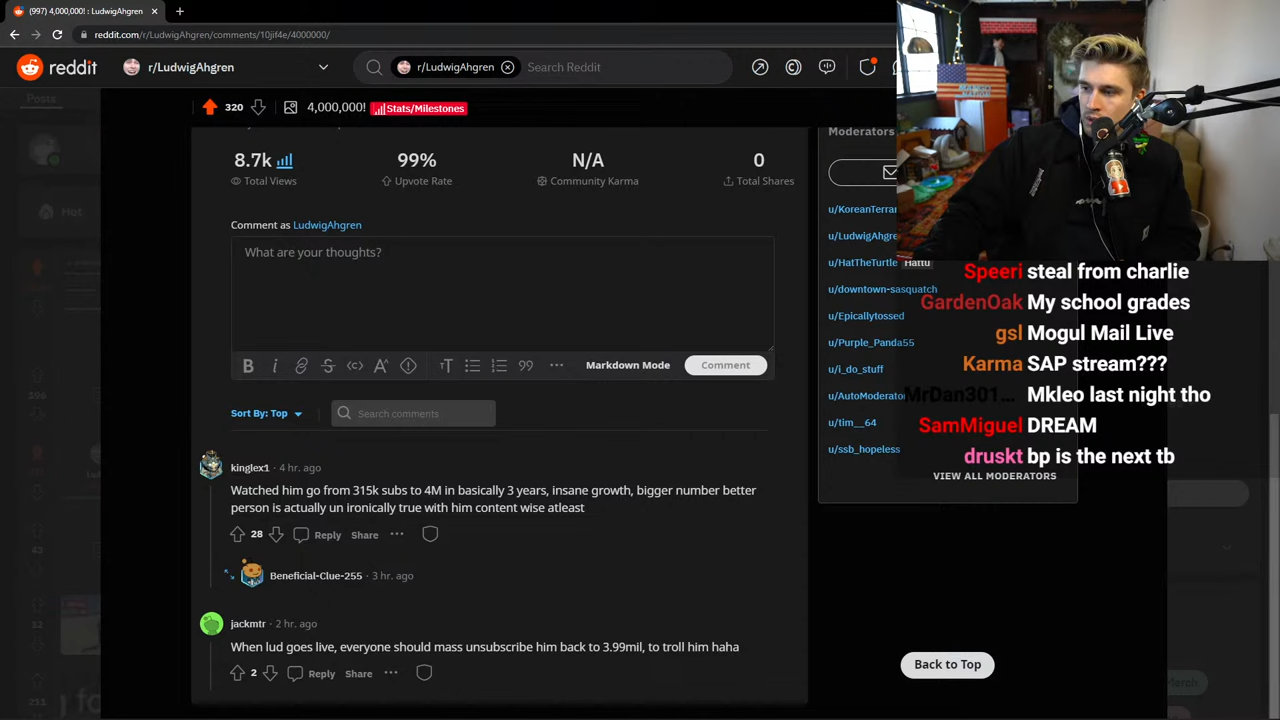 (997) 4,000,000! : LudwigAhgren
reddit.com/r/LudwigAhgren/comments/10jif4g/4000000/
reddit
r/LudwigAhgren
r/LudwigAhgren
Search Reddit
Posts
Hot
320
4,000,000!
Stats/Milestones
8.7k
Total Views
99%
Upvote Rate
N/A
Community Karma
0
Total Shares
Comment as LudwigAhgren
What are your thoughts?
Markdown Mode
Comment
Sort By: Top
Search comments
kinglex1 · 4 hr. ago
Watched him go from 315k subs to 4M in basically 3 years, insane growth, bigger number better
person is actually un ironically true with him content wise atleast
28
Reply
Share
Beneficial-Clue-255 · 3 hr. ago
jackmtr · 2 hr. ago
When lud goes live, everyone should mass unsubscribe him back to 3.99mil, to troll him haha
2
Reply
Share
Moderators
u/KoreanTerran
u/LudwigAhgre
u/HatTheTurtle
Hattu
u/downtown-sasquatch
u/Epicallytossed
u/Purple_Panda55
u/i_do_stuff
u/AutoModerator
u/tim__64
u/ssb_hopeless
VIEW ALL MODERATORS
Back to Top
Speeri steal from charlie
GardenOak My school grades
gsl Mogul Mail Live
Karma SAP stream???
MrDan301... Mkleo last night tho
SamMiguel DREAM
druskt bp is the next tb